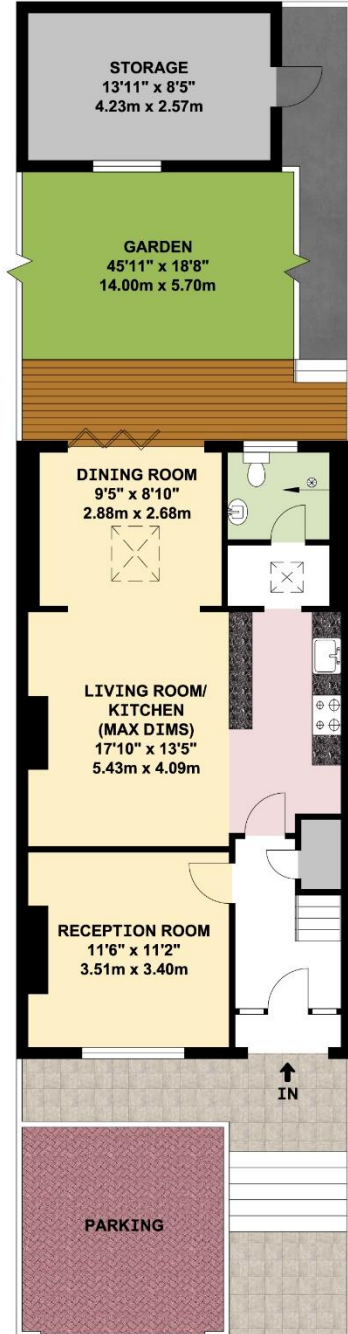 STORAGE
13'11" x 8'5"
4.23m x 2.57m
GARDEN
45'11" x 18'8"
14.00m x 5.70m
DINING ROOM
9'5" x 8'10"
2.88m x 2.68m
LIVING ROOM/
KITCHEN
(MAX DIMS)
17'10" x 13'5"
5.43m x 4.09m
RECEPTION ROOM
11'6" x 11'2"
3.51m x 3.40m
IN
PARKING